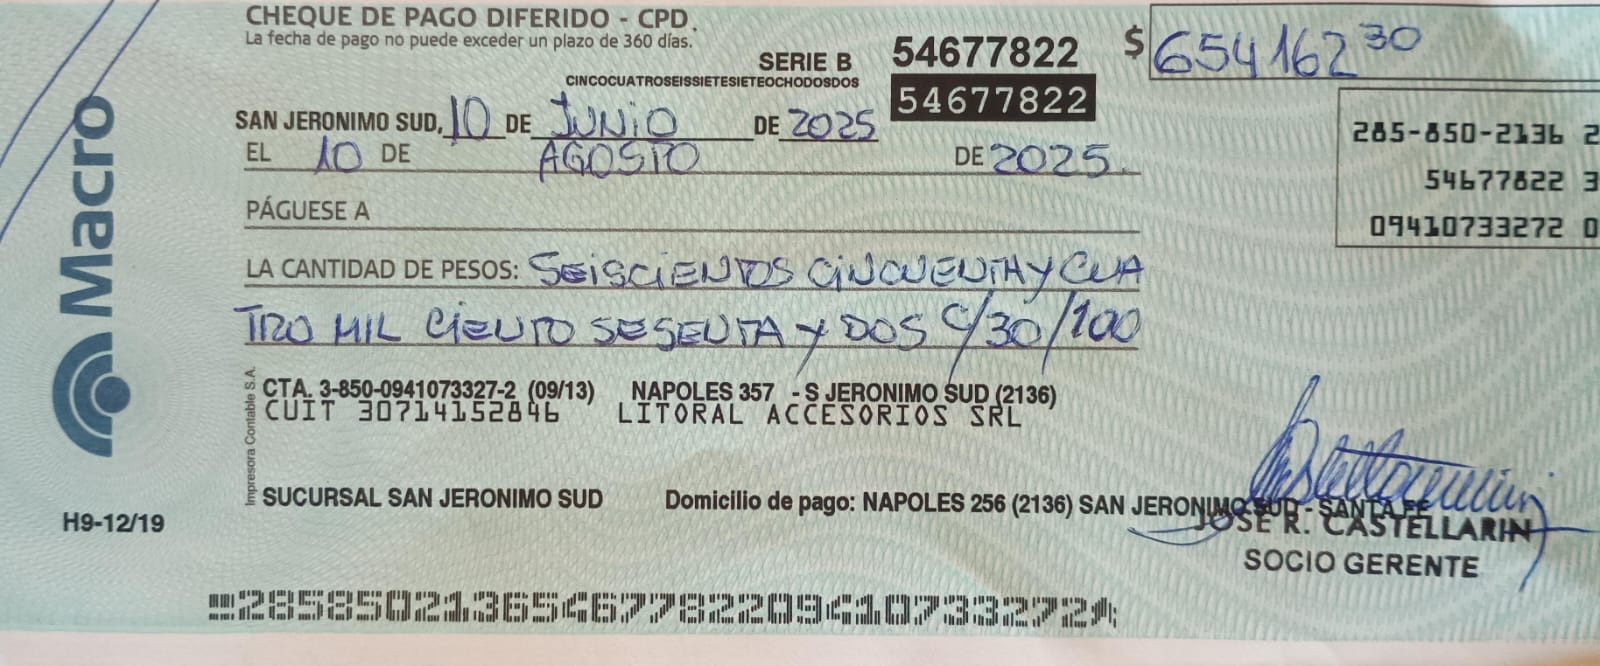 CHEQUE DE PAGO DIFERIDO - CPD.
La fecha de pago no puede exceder un plazo de 360 días.
SERIE B 54677822 $ 654162 30
CINCOCUATROSEISSIETESIETEOCHODOSDOS 54677822
SAN JERONIMO SUD, 10 DE JUNIO DE 2025
285-850-2136 2
EL 10 DE AGOSTO DE 2025.
54677822 3
PÁGUESE A
09410733272 0
LA CANTIDAD DE PESOS: SEISCIENTOS CINCUENTA Y CUA
TRO MIL CIENTO SESENTA Y DOS C/30/100
CTA. 3-850-0941073327-2 (09/13) NAPOLES 357 - S JERONIMO SUD (2136)
CUIT 30714152846 LITORAL ACCESORIOS SRL
SUCURSAL SAN JERONIMO SUD Domicilio de pago: NAPOLES 256 (2136) SAN JERONIMO SUD - SANTA FE
JOSE R. CASTELLARIN
SOCIO GERENTE
Macro
H9-12/19
Impresora Contable S.A.
28585021365467782209410733272